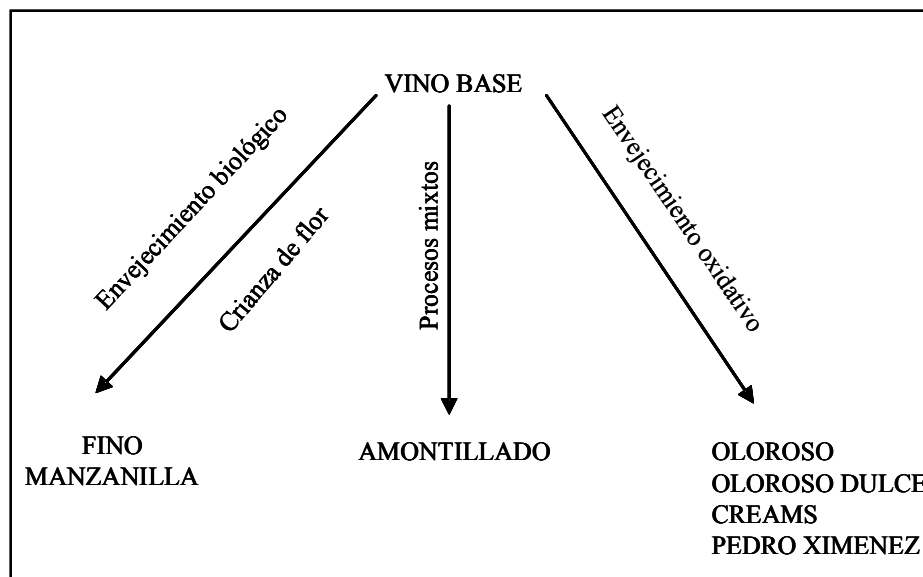 VINO BASE
Envejecimiento biológico
Crianza de flor
Procesos mixtos
Envejecimiento oxidativo
FINO
MANZANILLA
AMONTILLADO
OLOROSO
OLOROSO DULCE
CREAMS
PEDRO XIMENEZ